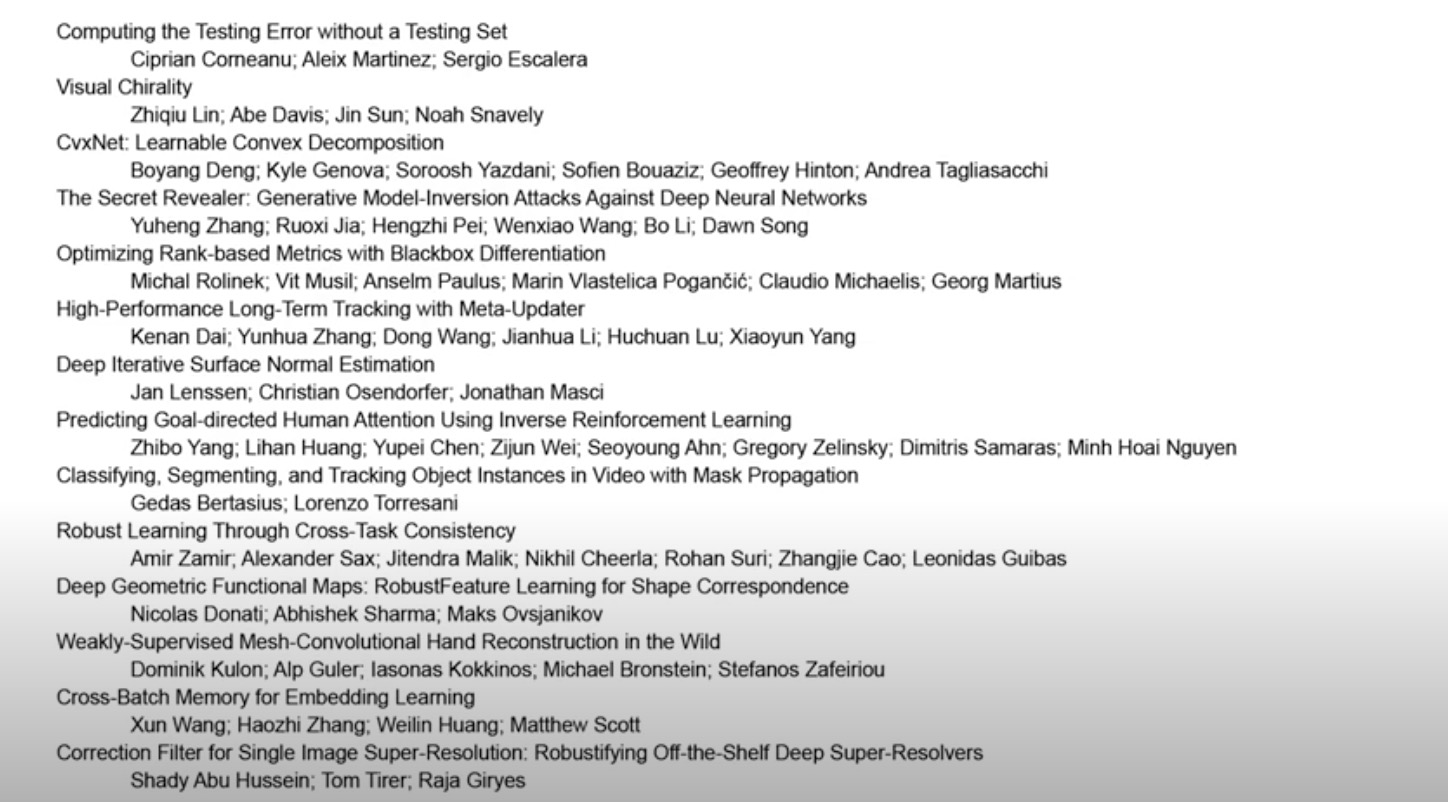 Computing the Testing Error without a Testing Set
Ciprian Corneanu; Aleix Martinez; Sergio Escalera
Visual Chirality
Zhiqiu Lin; Abe Davis; Jin Sun; Noah Snavely
CvxNet: Learnable Convex Decomposition
Boyang Deng; Kyle Genova; Soroosh Yazdani; Sofien Bouaziz; Geoffrey Hinton; Andrea Tagliasacchi
The Secret Revealer: Generative Model-Inversion Attacks Against Deep Neural Networks
Yuheng Zhang; Ruoxi Jia; Hengzhi Pei; Wenxiao Wang; Bo Li; Dawn Song
Optimizing Rank-based Metrics with Blackbox Differentiation
Michal Rolinek; Vit Musil; Anselm Paulus; Marin Vlastelica Pogančić; Claudio Michaelis; Georg Martius
High-Performance Long-Term Tracking with Meta-Updater
Kenan Dai; Yunhua Zhang; Dong Wang; Jianhua Li; Huchuan Lu; Xiaoyun Yang
Deep Iterative Surface Normal Estimation
Jan Lenssen; Christian Osendorfer; Jonathan Masci
Predicting Goal-directed Human Attention Using Inverse Reinforcement Learning
Zhibo Yang; Lihan Huang; Yupei Chen; Zijun Wei; Seoyoung Ahn; Gregory Zelinsky; Dimitris Samaras; Minh Hoai Nguyen
Classifying, Segmenting, and Tracking Object Instances in Video with Mask Propagation
Gedas Bertasius; Lorenzo Torresani
Robust Learning Through Cross-Task Consistency
Amir Zamir; Alexander Sax; Jitendra Malik; Nikhil Cheerla; Rohan Suri; Zhangjie Cao; Leonidas Guibas
Deep Geometric Functional Maps: RobustFeature Learning for Shape Correspondence
Nicolas Donati; Abhishek Sharma; Maks Ovsjanikov
Weakly-Supervised Mesh-Convolutional Hand Reconstruction in the Wild
Dominik Kulon; Alp Guler; Iasonas Kokkinos; Michael Bronstein; Stefanos Zafeiriou
Cross-Batch Memory for Embedding Learning
Xun Wang; Haozhi Zhang; Weilin Huang; Matthew Scott
Correction Filter for Single Image Super-Resolution: Robustifying Off-the-Shelf Deep Super-Resolvers
Shady Abu Hussein; Tom Tirer; Raja Giryes